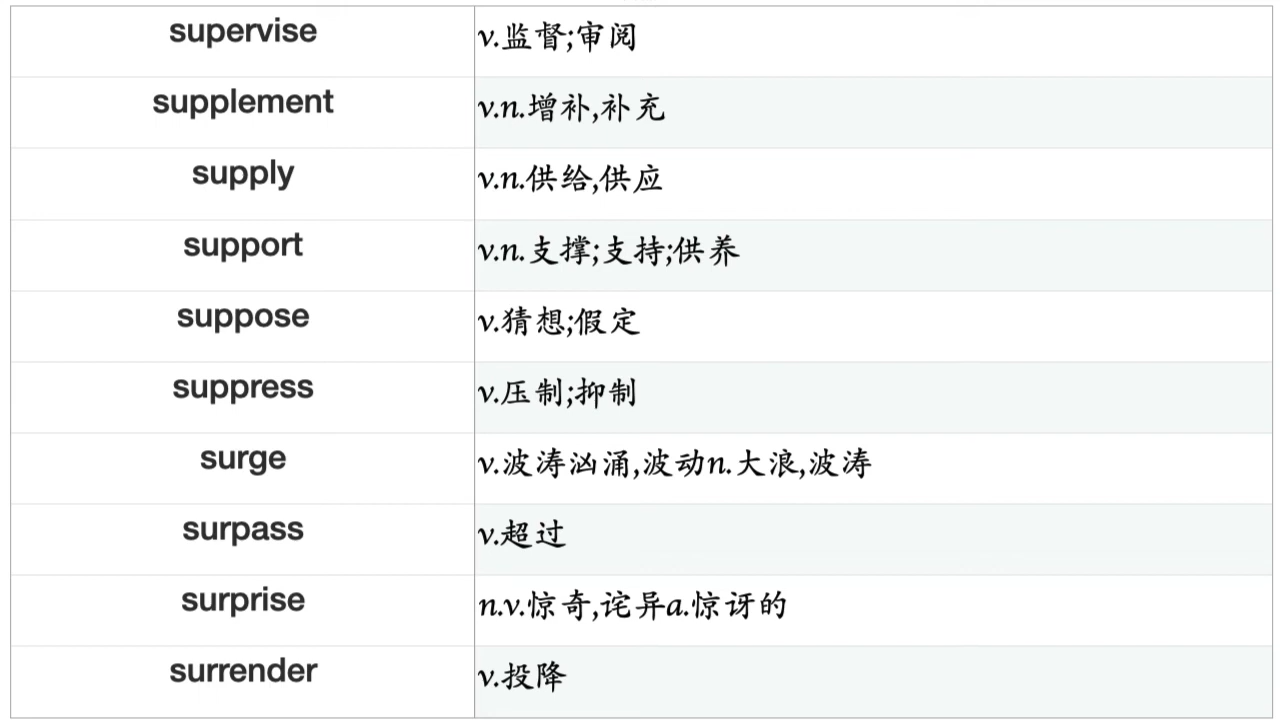 supervise v.监督;审阅
supplement v.n.增补,补充
supply v.n.供给,供应
support v.n.支撑;支持;供养
suppose v.猜想;假定
suppress v.压制;抑制
surge v.波涛汹涌,波动n.大浪,波涛
surpass v.超过
surprise n.v.惊奇,诧异a.惊讶的
surrender v.投降